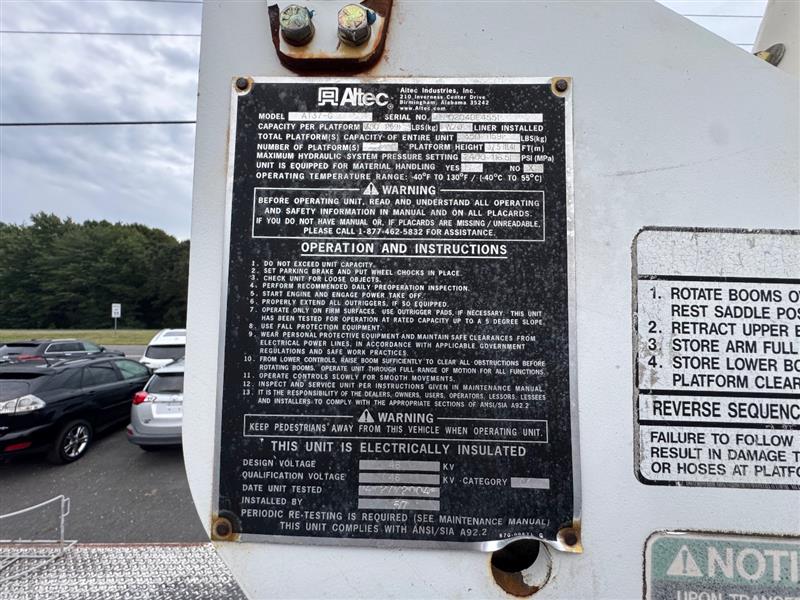 Altec
Altec Industries, Inc.
210 Inverness Center Drive
Birmingham, Alabama 35242
www.Altec.com
MODEL AT37-G SERIAL NO.
CAPACITY PER PLATFORM LBS(kg) LINER INSTALLED
TOTAL PLATFORM(S) CAPACITY OF ENTIRE UNIT LBS(kg)
NUMBER OF PLATFORM(S) PLATFORM HEIGHT FT(m)
MAXIMUM HYDRAULIC SYSTEM PRESSURE SETTING PSI (MPa)
UNIT IS EQUIPPED FOR MATERIAL HANDLING YES NO
OPERATING TEMPERATURE RANGE: -40°F TO 130°F / (-40°C TO 55°C)
WARNING
BEFORE OPERATING UNIT, READ AND UNDERSTAND ALL OPERATING
AND SAFETY INFORMATION IN MANUAL AND ON ALL PLACARDS.
IF YOU DO NOT HAVE MANUAL OR, IF PLACARDS ARE MISSING / UNREADABLE,
PLEASE CALL 1-877-462-5832 FOR ASSISTANCE.
OPERATION AND INSTRUCTIONS
1. DO NOT EXCEED UNIT CAPACITY.
2. SET PARKING BRAKE AND PUT WHEEL CHOCKS IN PLACE.
3. CHECK UNIT FOR LOOSE OBJECTS.
4. PERFORM RECOMMENDED DAILY PREOPERATION INSPECTION.
5. START ENGINE AND ENGAGE POWER TAKE OFF.
6. PROPERLY EXTEND ALL OUTRIGGERS, IF SO EQUIPPED.
7. OPERATE ONLY ON FIRM SURFACES. USE OUTRIGGER PADS, IF NECESSARY. THIS UNIT
HAS BEEN TESTED FOR OPERATION AT RATED CAPACITY UP TO A 5 DEGREE SLOPE.
8. USE FALL PROTECTION EQUIPMENT.
9. WEAR PERSONAL PROTECTIVE EQUIPMENT AND MAINTAIN SAFE CLEARANCES FROM
ELECTRICAL POWER LINES, IN ACCORDANCE WITH APPLICABLE GOVERNMENT
REGULATIONS AND SAFE WORK PRACTICES.
10. FROM LOWER CONTROLS, RAISE BOOM SUFFICIENTLY TO CLEAR ALL OBSTRUCTIONS BEFORE
ROTATING BOOMS. OPERATE UNIT THROUGH FULL RANGE OF MOTION FOR ALL FUNCTIONS.
11. OPERATE CONTROLS SLOWLY FOR SMOOTH MOVEMENTS.
12. INSPECT AND SERVICE UNIT PER INSTRUCTIONS GIVEN IN MAINTENANCE MANUAL.
13. IT IS THE RESPONSIBILITY OF THE DEALERS, OWNERS, USERS, OPERATORS, LESSORS, LESSEES
AND INSTALLERS TO COMPLY WITH THE APPROPRIATE SECTIONS OF ANSI/SIA A92.2.
WARNING
KEEP PEDESTRIANS AWAY FROM THIS VEHICLE WHEN OPERATING UNIT.
THIS UNIT IS ELECTRICALLY INSULATED
DESIGN VOLTAGE 46 KV
QUALIFICATION VOLTAGE 46 KV CATEGORY
DATE UNIT TESTED
INSTALLED BY
PERIODIC RE-TESTING IS REQUIRED (SEE MAINTENANCE MANUAL)
THIS UNIT COMPLIES WITH ANSI/SIA A92.2
1. ROTATE BOOMS O
REST SADDLE POS
2. RETRACT UPPER B
3. STORE ARM FULL
4. STORE LOWER BO
PLATFORM CLEAR
REVERSE SEQUENC
FAILURE TO FOLLOW
RESULT IN DAMAGE T
OR HOSES AT PLATFO
NOTI
UPON TRANSFE